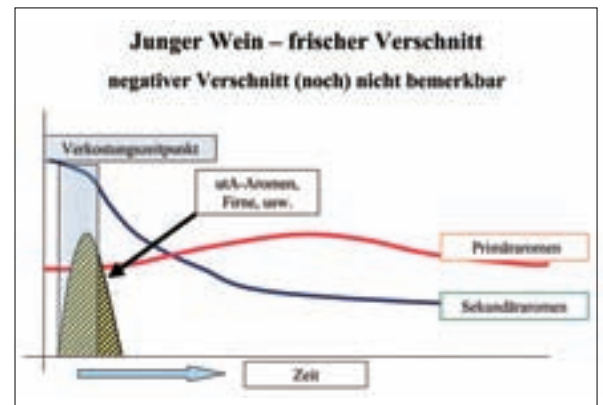 Junger Wein – frischer Verschnitt
negativer Verschnitt (noch) nicht bemerkbar
Verkostungszeitpunkt
utA-Aromen,
Firne, usw.
Primäraromen
Sekundäraromen
Zeit